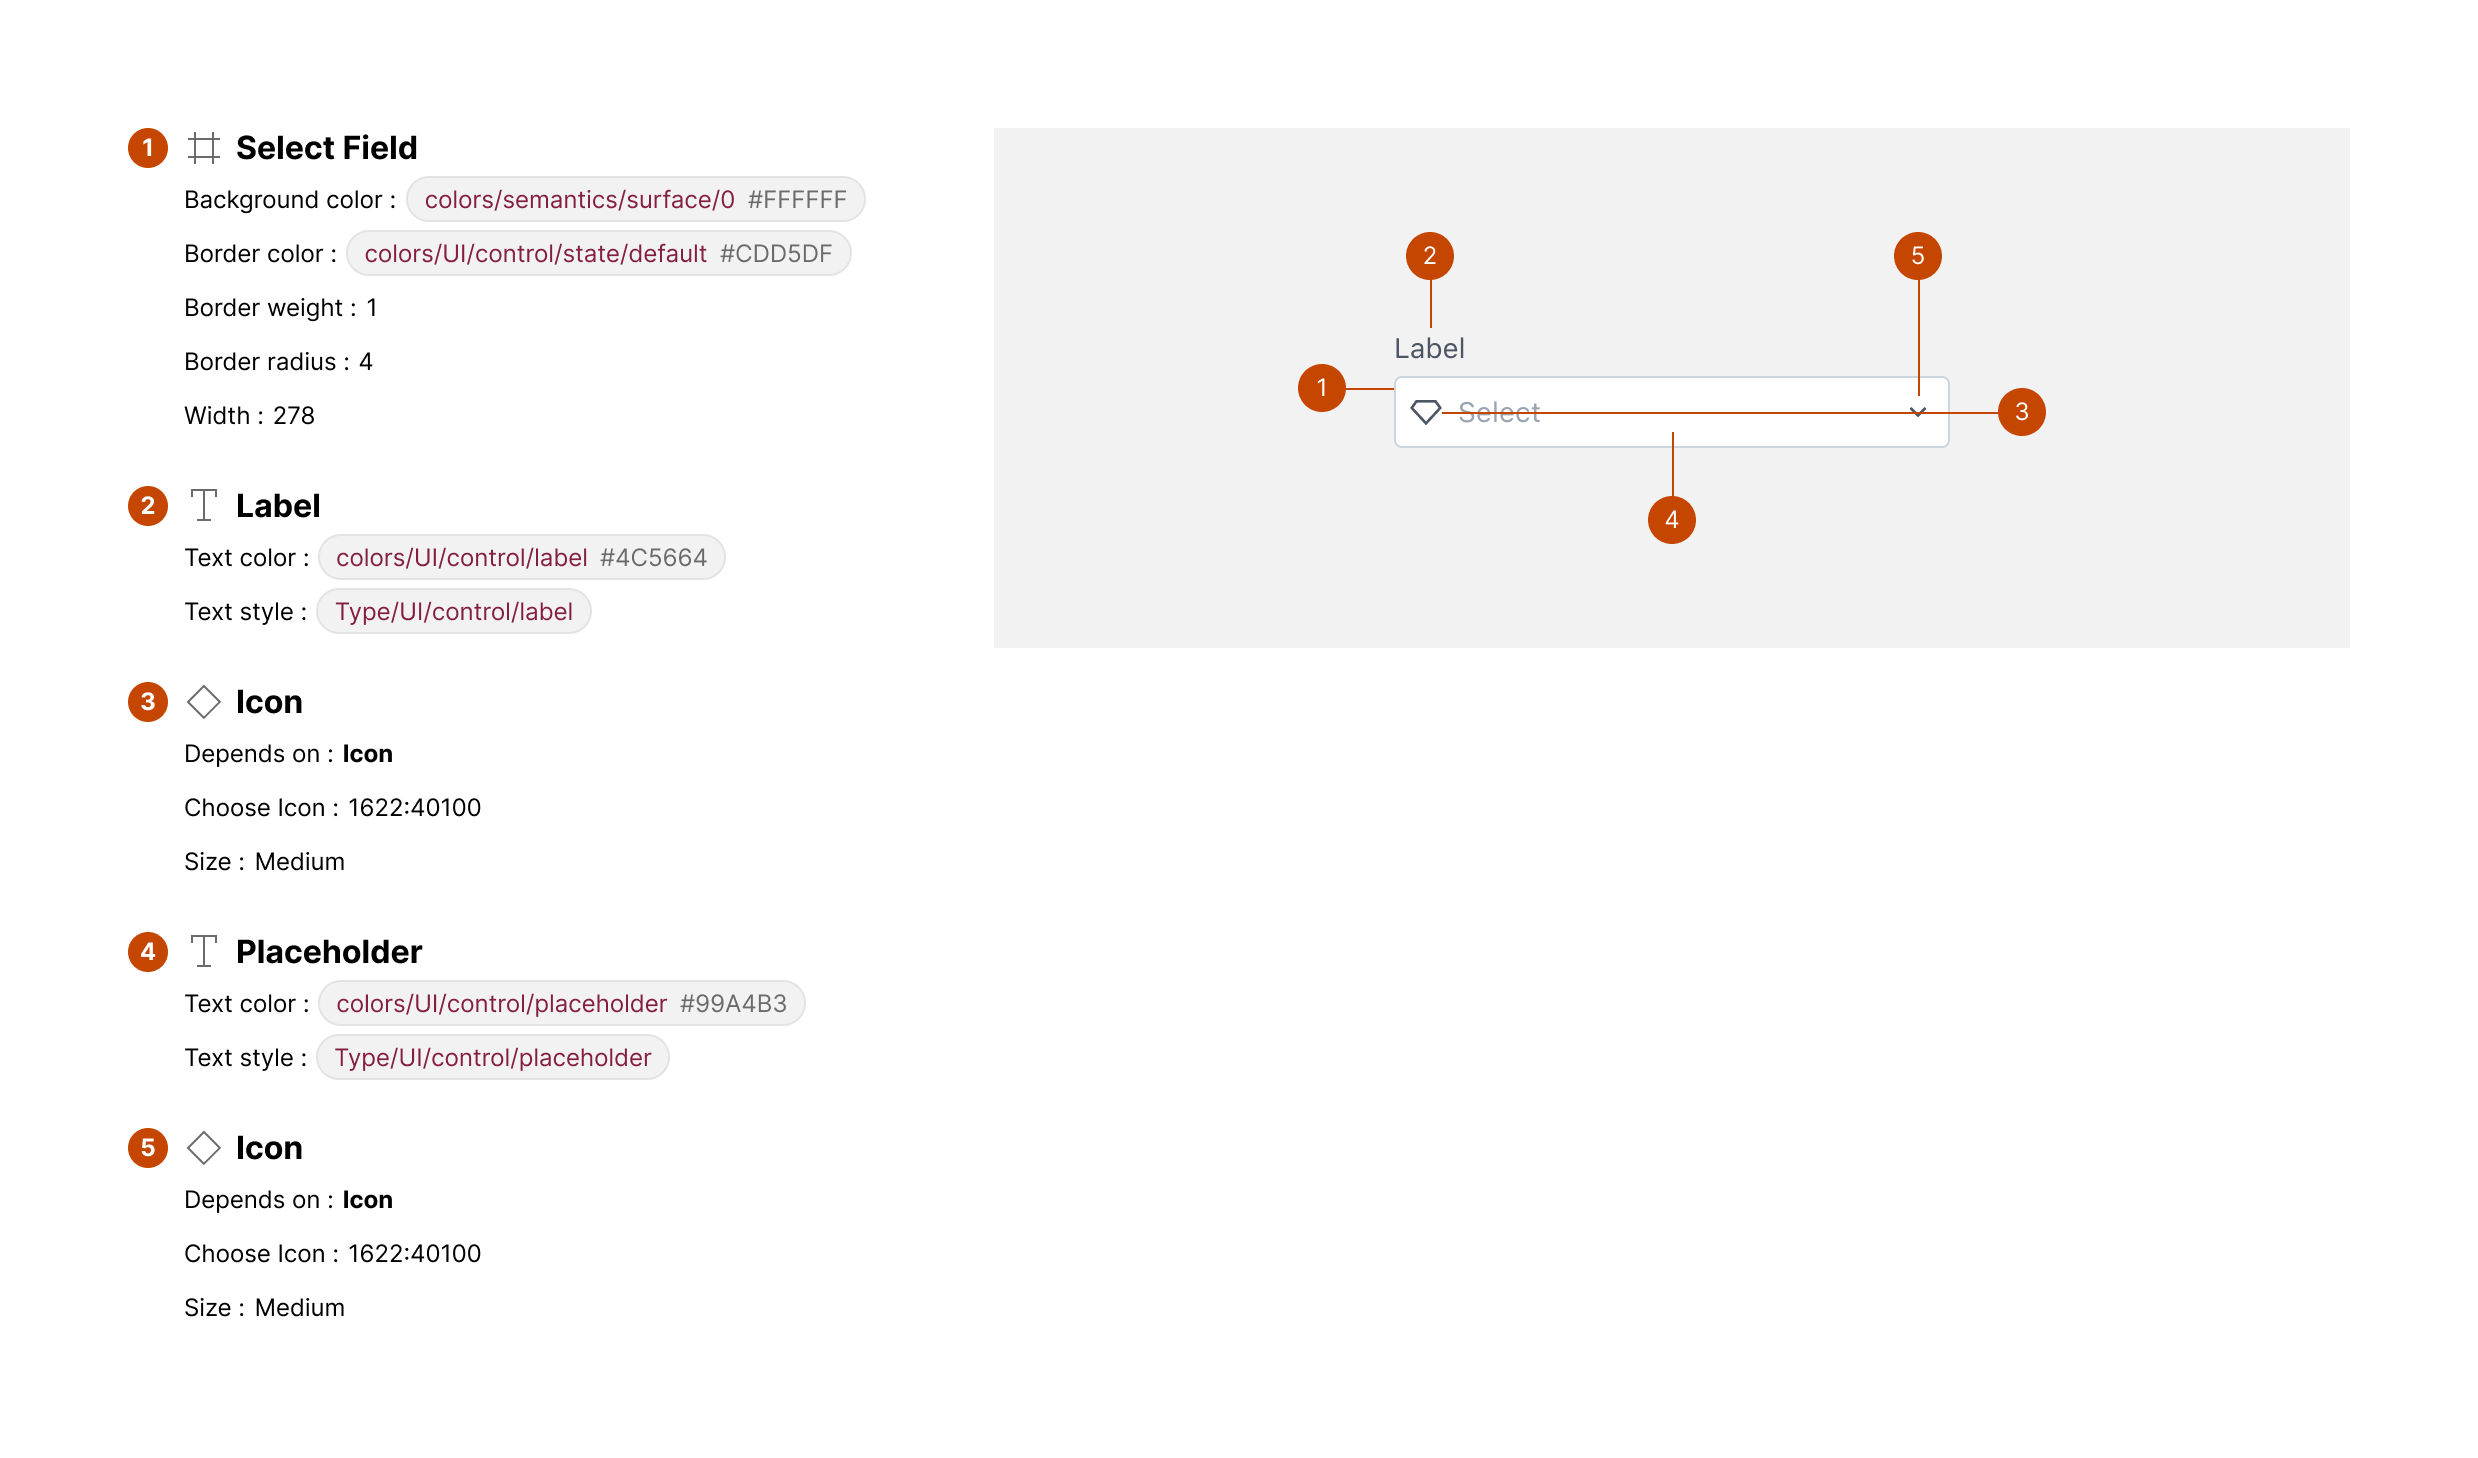 1 Select Field
Background color : colors/semantics/surface/0 #FFFFFF
Border color : colors/UI/control/state/default #CDD5DF
Border weight : 1
Border radius : 4
Width : 278
2 Label
Text color : colors/UI/control/label #4C5664
Text style : Type/UI/control/label
3 Icon
Depends on : Icon
Choose Icon : 1622:40100
Size : Medium
4 Placeholder
Text color : colors/UI/control/placeholder #99A4B3
Text style : Type/UI/control/placeholder
5 Icon
Depends on : Icon
Choose Icon : 1622:40100
Size : Medium
2 5
Label
1
Select 3
4